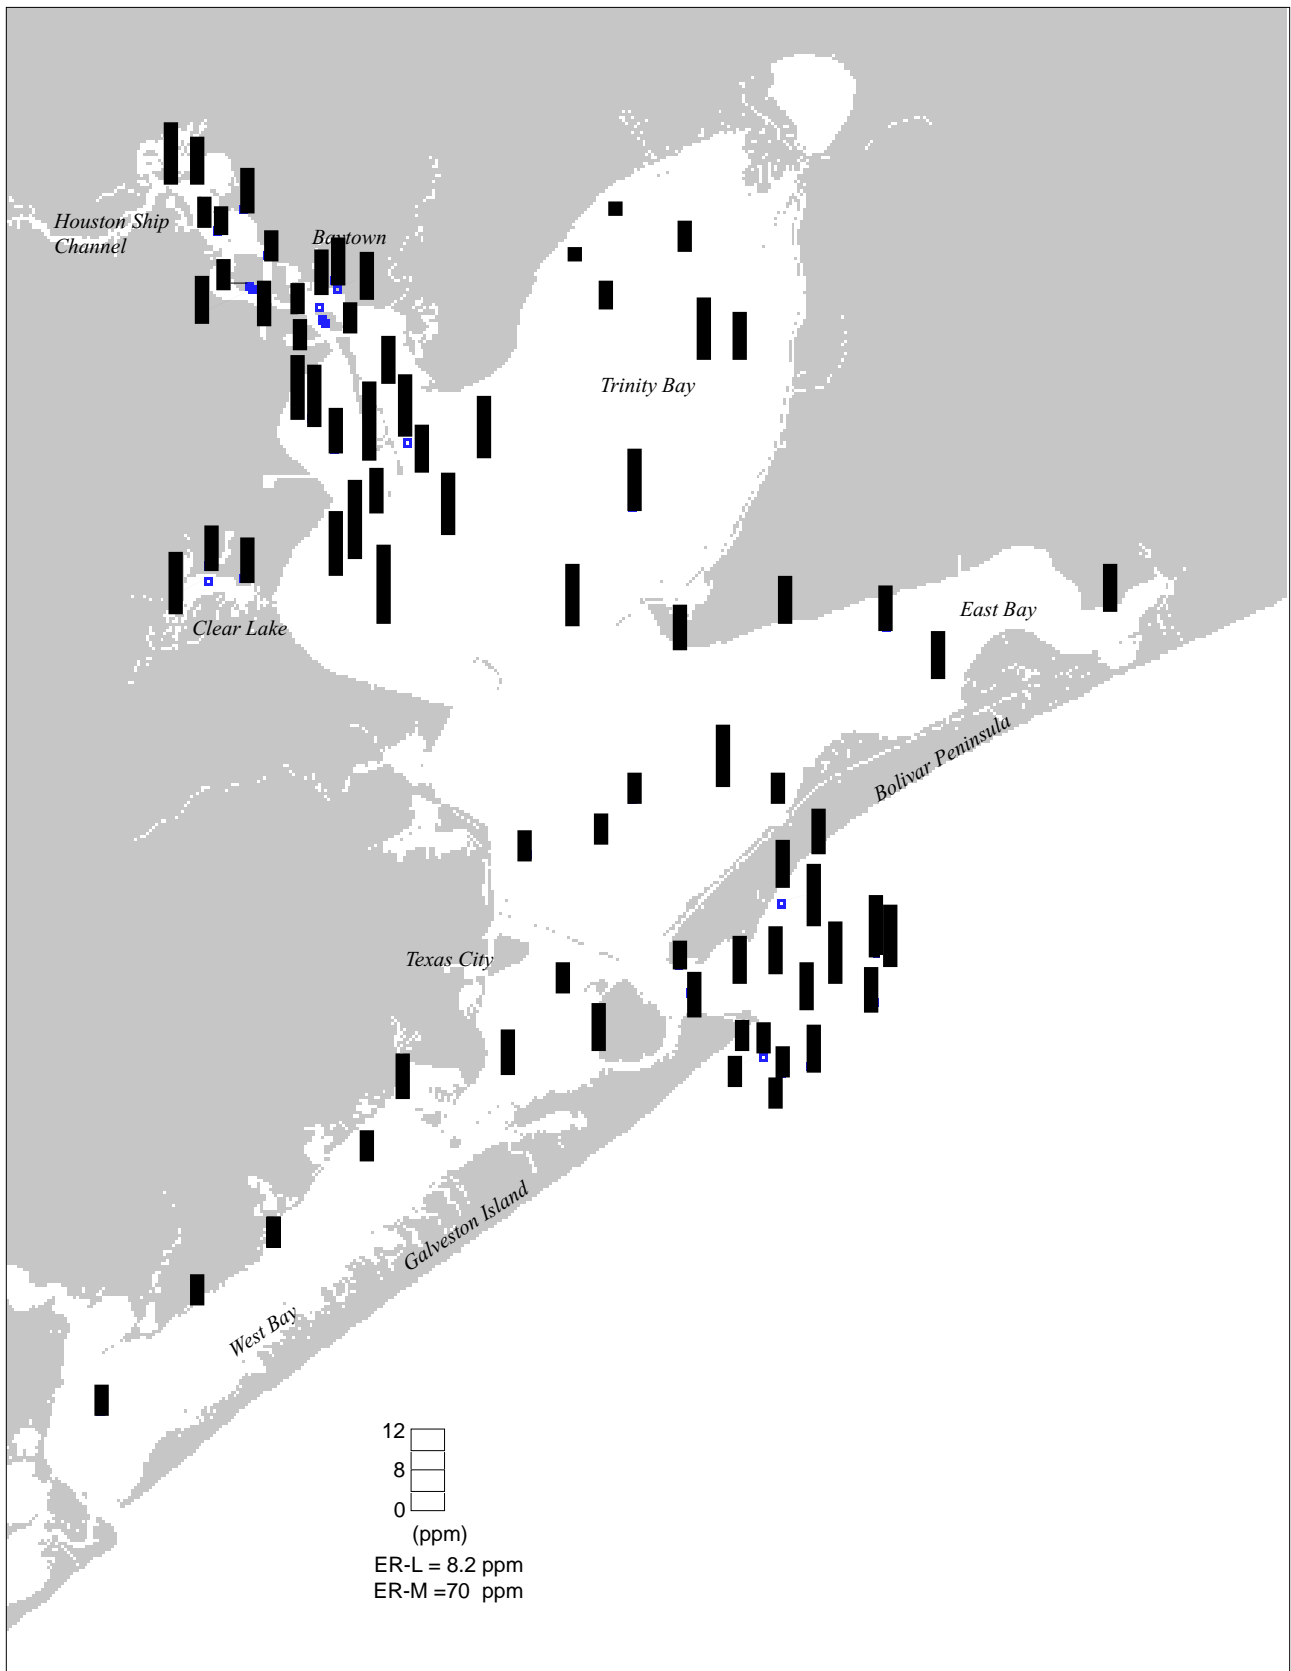 Houston Ship
Channel
Baytown
Trinity Bay
East Bay
Clear Lake
Bolivar Peninsula
Texas City
Galveston Island
West Bay
12
8
0
(ppm)
ER-L = 8.2 ppm
ER-M =70 ppm